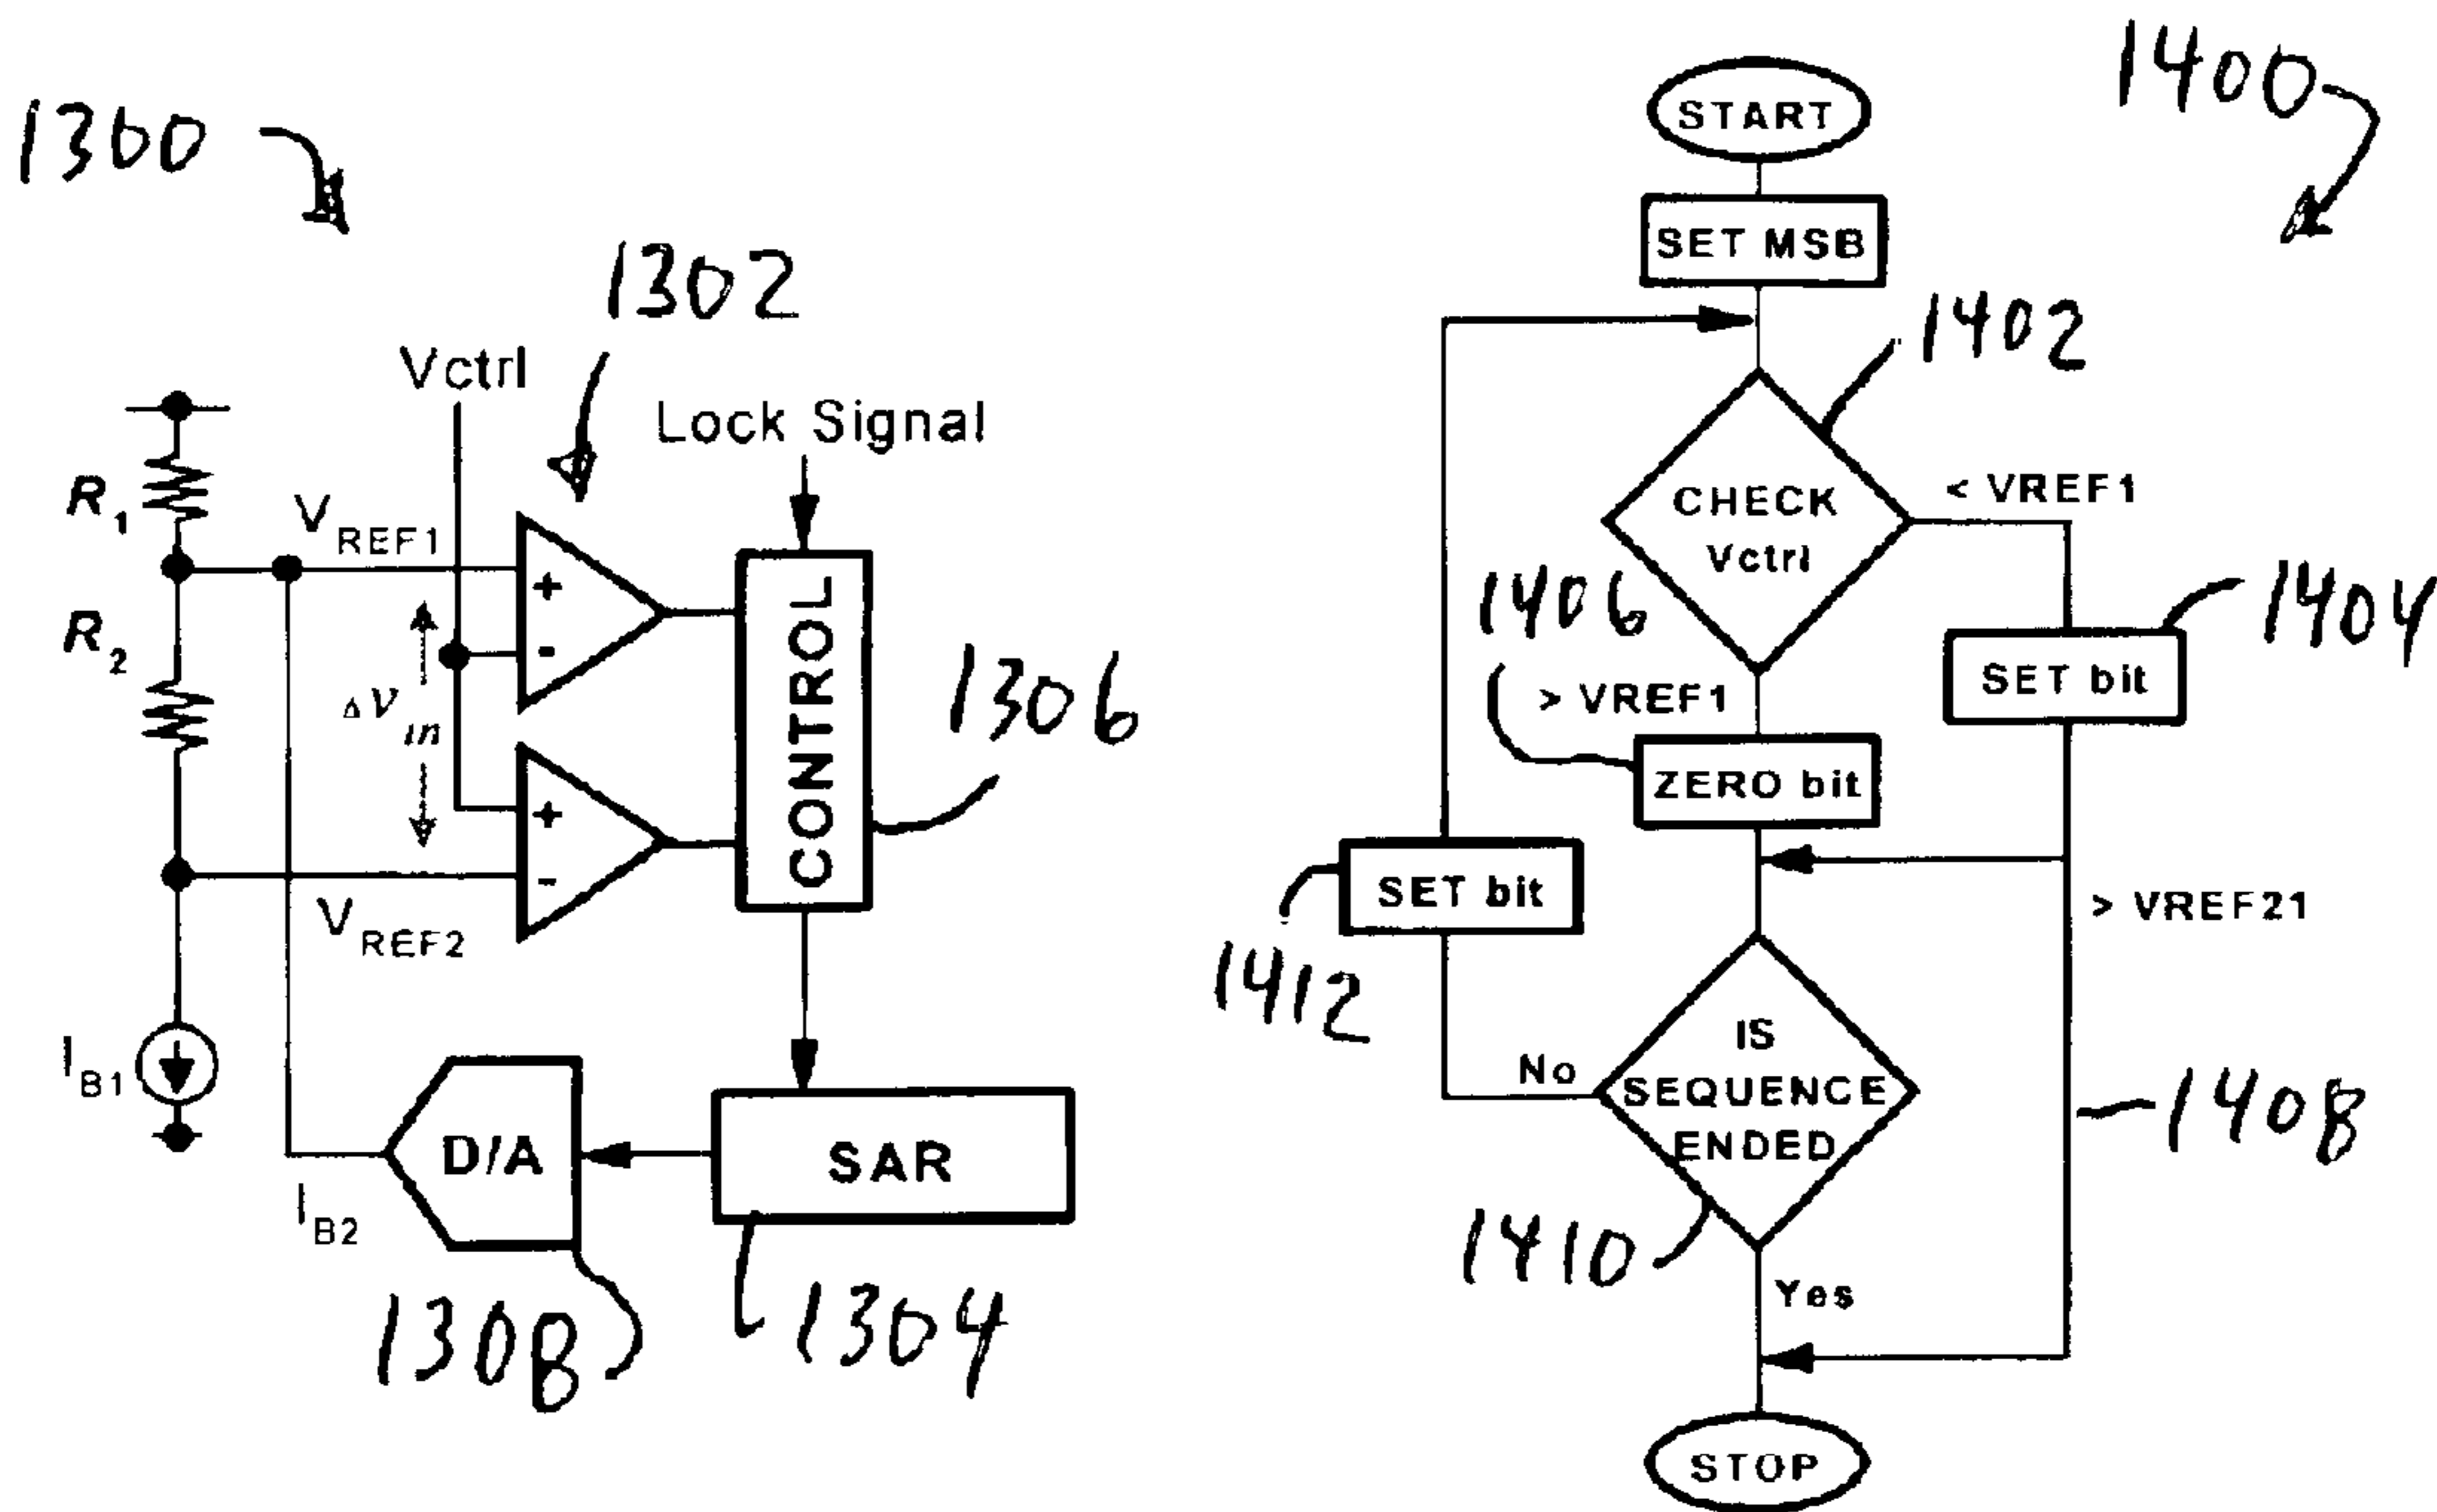 1300
1302
Vctrl
Lock Signal
R1
VREF1
R2
ΔVin
+
-
+
-
CONTROL
1306
VREF2
IB1
D/A
SAR
IB2
1308
1304
1400
START
SET MSB
1402
CHECK
Vctrl
< VREF1
1406
1404
> VREF1
SET bit
ZERO bit
SET bit
> VREF21
1412
IS
SEQUENCE
ENDED
No
1408
1410
Yes
STOP